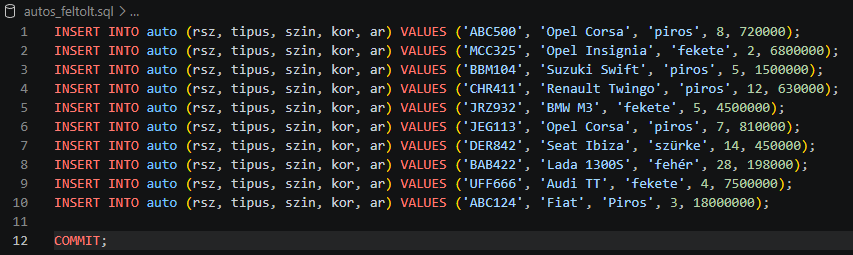 autos_feltolt.sql > ...
1 INSERT INTO auto (rsz, tipus, szin, kor, ar) VALUES ('ABC500', 'Opel Corsa', 'piros', 8, 720000);
2 INSERT INTO auto (rsz, tipus, szin, kor, ar) VALUES ('MCC325', 'Opel Insignia', 'fekete', 2, 6800000);
3 INSERT INTO auto (rsz, tipus, szin, kor, ar) VALUES ('BBM104', 'Suzuki Swift', 'piros', 5, 1500000);
4 INSERT INTO auto (rsz, tipus, szin, kor, ar) VALUES ('CHR411', 'Renault Twingo', 'piros', 12, 630000);
5 INSERT INTO auto (rsz, tipus, szin, kor, ar) VALUES ('JRZ932', 'BMW M3', 'fekete', 5, 4500000);
6 INSERT INTO auto (rsz, tipus, szin, kor, ar) VALUES ('JEG113', 'Opel Corsa', 'piros', 7, 810000);
7 INSERT INTO auto (rsz, tipus, szin, kor, ar) VALUES ('DER842', 'Seat Ibiza', 'szürke', 14, 450000);
8 INSERT INTO auto (rsz, tipus, szin, kor, ar) VALUES ('BAB422', 'Lada 1300S', 'fehér', 28, 198000);
9 INSERT INTO auto (rsz, tipus, szin, kor, ar) VALUES ('UFF666', 'Audi TT', 'fekete', 4, 7500000);
10 INSERT INTO auto (rsz, tipus, szin, kor, ar) VALUES ('ABC124', 'Fiat', 'Piros', 3, 18000000);
11
12 COMMIT;